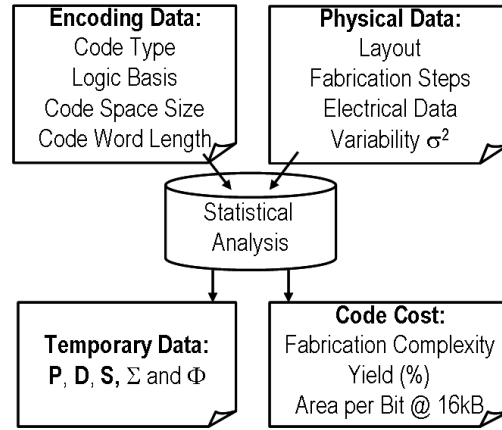 Encoding Data:
Code Type
Logic Basis
Code Space Size
Code Word Length
Physical Data:
Layout
Fabrication Steps
Electrical Data
Variability σ²
Statistical
Analysis
Temporary Data:
P, D, S, Σ and Φ
Code Cost:
Fabrication Complexity
Yield (%)
Area per Bit @ 16kB